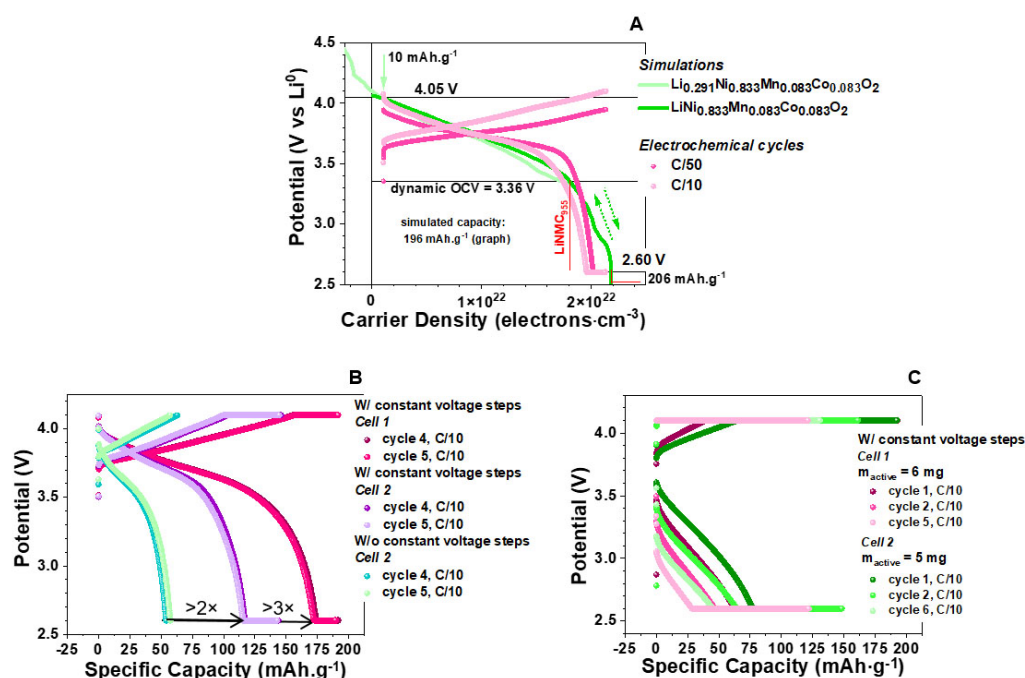 A
4.5
4.0
3.5
3.0
2.5
Potential (V vs Li⁰)
10 mAh.g⁻¹
4.05 V
dynamic OCV = 3.36 V
simulated capacity:
196 mAh.g⁻¹ (graph)
LiNMC₉₅₅
2.60 V
206 mAh.g⁻¹
0 1×10²² 2×10²²
Carrier Density (electrons·cm⁻³)
Simulations
Li₀.₂₉₁Ni₀.₈₃₃Mn₀.₀₈₃Co₀.₀₈₃O₂
LiNi₀.₈₃₃Mn₀.₀₈₃Co₀.₀₈₃O₂
Electrochemical cycles
C/50
C/10
B
4.0
3.5
3.0
2.5
Potential (V)
>2× >3×
-25 0 25 50 75 100 125 150 175 200
Specific Capacity (mAh.g⁻¹)
W/ constant voltage steps
Cell 1
cycle 4, C/10
cycle 5, C/10
W/ constant voltage steps
Cell 2
cycle 4, C/10
cycle 5, C/10
W/o constant voltage steps
Cell 2
cycle 4, C/10
cycle 5, C/10
C
4.0
3.5
3.0
2.5
Potential (V)
-25 0 25 50 75 100 125 150 175 200
Specific Capacity (mAh·g⁻¹)
W/ constant voltage steps
Cell 1
m_active = 6 mg
cycle 1, C/10
cycle 2, C/10
cycle 5, C/10
Cell 2
m_active = 5 mg
cycle 1, C/10
cycle 2, C/10
cycle 6, C/10